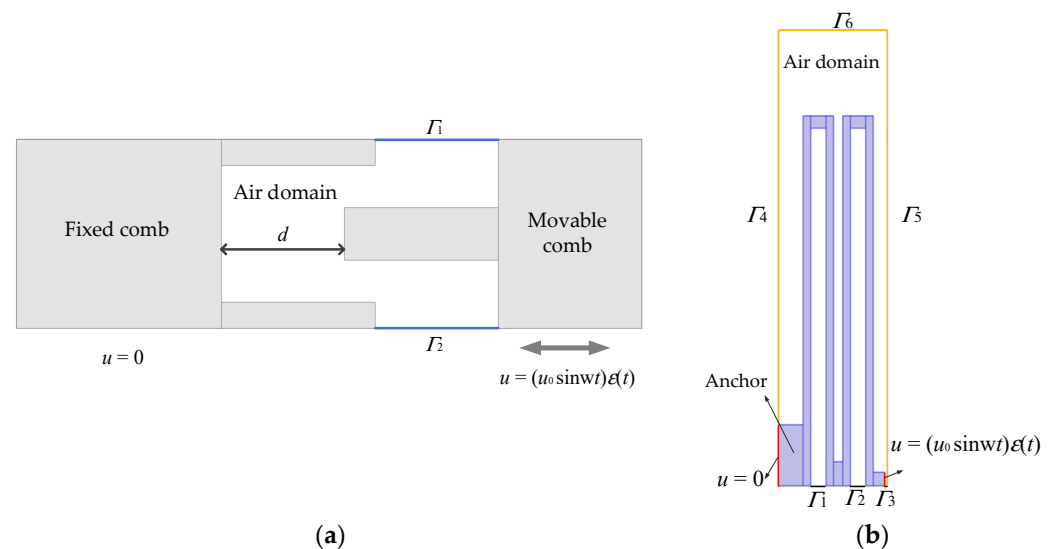 Γ1
Air domain
Fixed comb
d
Movable
comb
Γ2
u = 0
u = (u₀ sinwt)ε(t)
(a)
Γ6
Air domain
Γ4
Γ5
Anchor
u = (u₀ sinwt)ε(t)
u = 0
Γ1
Γ2
Γ3
(b)